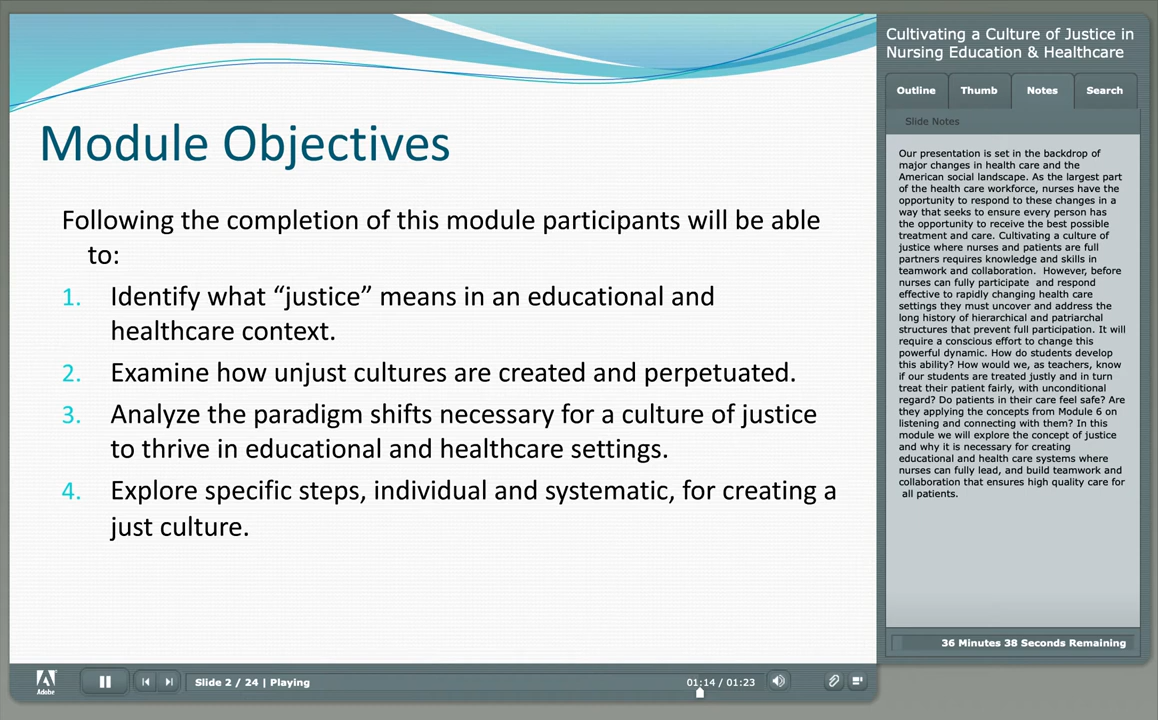 Module Objectives
Following the completion of this module participants will be able
to:
1. Identify what “justice” means in an educational and
healthcare context.
2. Examine how unjust cultures are created and perpetuated.
3. Analyze the paradigm shifts necessary for a culture of justice
to thrive in educational and healthcare settings.
4. Explore specific steps, individual and systematic, for creating a
just culture.
Adobe
Slide 2 / 24 | Playing
01:14 / 01:23
Cultivating a Culture of Justice in
Nursing Education & Healthcare
Outline
Thumb
Notes
Search
Slide Notes
Our presentation is set in the backdrop of
major changes in health care and the
American social landscape. As the largest part
of the health care workforce, nurses have the
opportunity to respond to these changes in a
way that seeks to ensure every person has
the opportunity to receive the best possible
treatment and care. Cultivating a culture of
justice where nurses and patients are full
partners requires knowledge and skills in
teamwork and collaboration.  However, before
nurses can fully participate  and respond
effective to rapidly changing health care
settings they must uncover and address the
long history of hierarchical and patriarchal
structures that prevent full participation. It will
require a conscious effort to change this
powerful dynamic. How do students develop
this ability? How would we, as teachers, know
if our students are treated justly and in turn
treat their patient fairly, with unconditional
regard? Do patients in their care feel safe? Are
they applying the concepts from Module 6 on
listening and connecting with them? In this
module we will explore the concept of justice
and why it is necessary for creating
educational and health care systems where
nurses can fully lead, and build teamwork and
collaboration that ensures high quality care for
all patients.
36 Minutes 38 Seconds Remaining